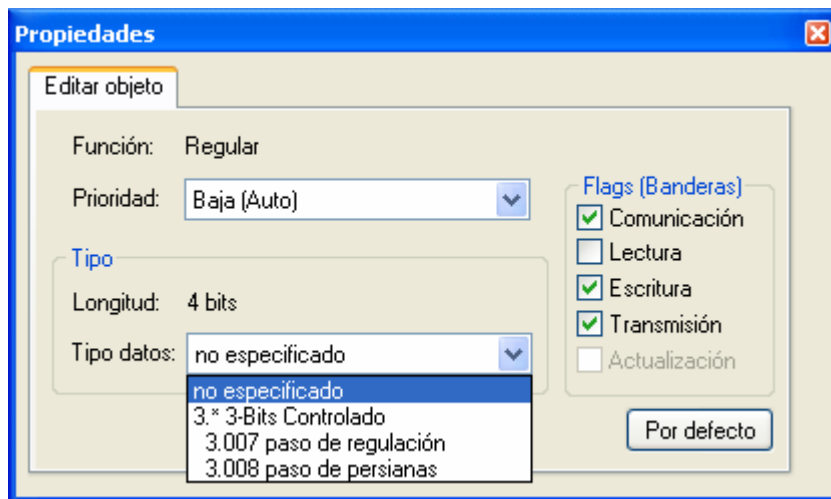 Propiedades
Editar objeto
Función: Regular
Prioridad: Baja (Auto)
Tipo
Longitud: 4 bits
Tipo datos: no especificado
no especificado
3.* 3-Bits Controlado
3.007 paso de regulación
3.008 paso de persianas
Flags (Banderas)
Comunicación
Lectura
Escritura
Transmisión
Actualización
Por defecto